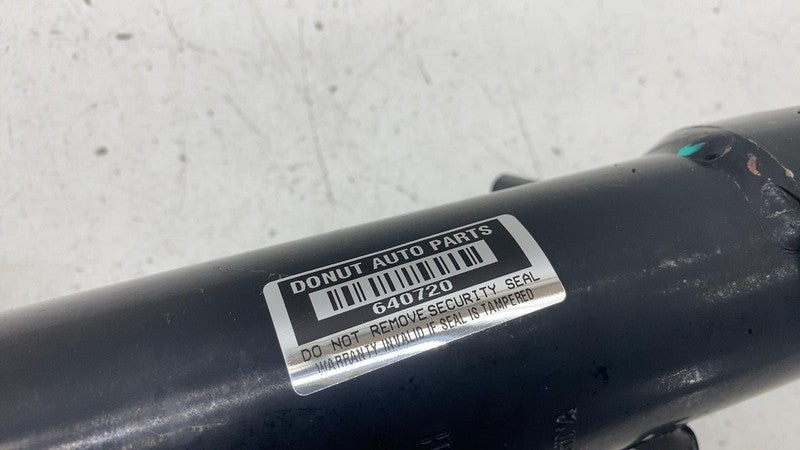 DONUT AUTO PARTS
640720
DO NOT REMOVE SECURITY SEAL
WARRANTY INVALID IF SEAL IS TAMPERED